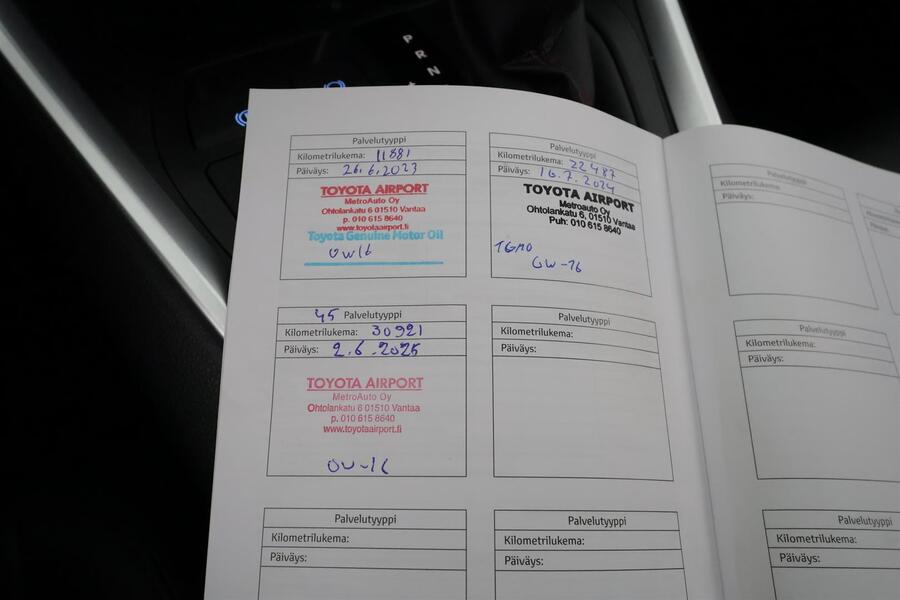 P
R
N
Palvelutyyppi
Kilometrilukema: 11881
Päiväys: 26.6.2023
TOYOTA AIRPORT
MetroAuto Oy
Ohtolankatu 6 01510 Vantaa
p. 010 615 8640
www.toyotaairport.fi
Toyota Genuine Motor Oil
0W16
Palvelutyyppi
Kilometrilukema: 22487
Päiväys: 16.7.2024
TOYOTA AIRPORT
Metroauto Oy
Ohtolankatu 6, 01510 Vantaa
Puh: 010 615 8640
TGMO
0W-16
45 Palvelutyyppi
Kilometrilukema: 30921
Päiväys: 2.6.2025
TOYOTA AIRPORT
MetroAuto Oy
Ohtolankatu 6 01510 Vantaa
p. 010 615 8640
www.toyotaairport.fi
0W-16
Palvelutyyppi
Kilometrilukema:
Päiväys:
Palvelutyyppi
Kilometrilukema:
Päiväys:
Palvelutyyppi
Kilometrilukema:
Päiväys:
Palvelutyyppi
Kilometrilukema:
Päiväys:
Palvelutyyppi
Kilometrilukema:
Päiväys:
Palvelutyyppi
Kilometrilukema:
Päiväys: